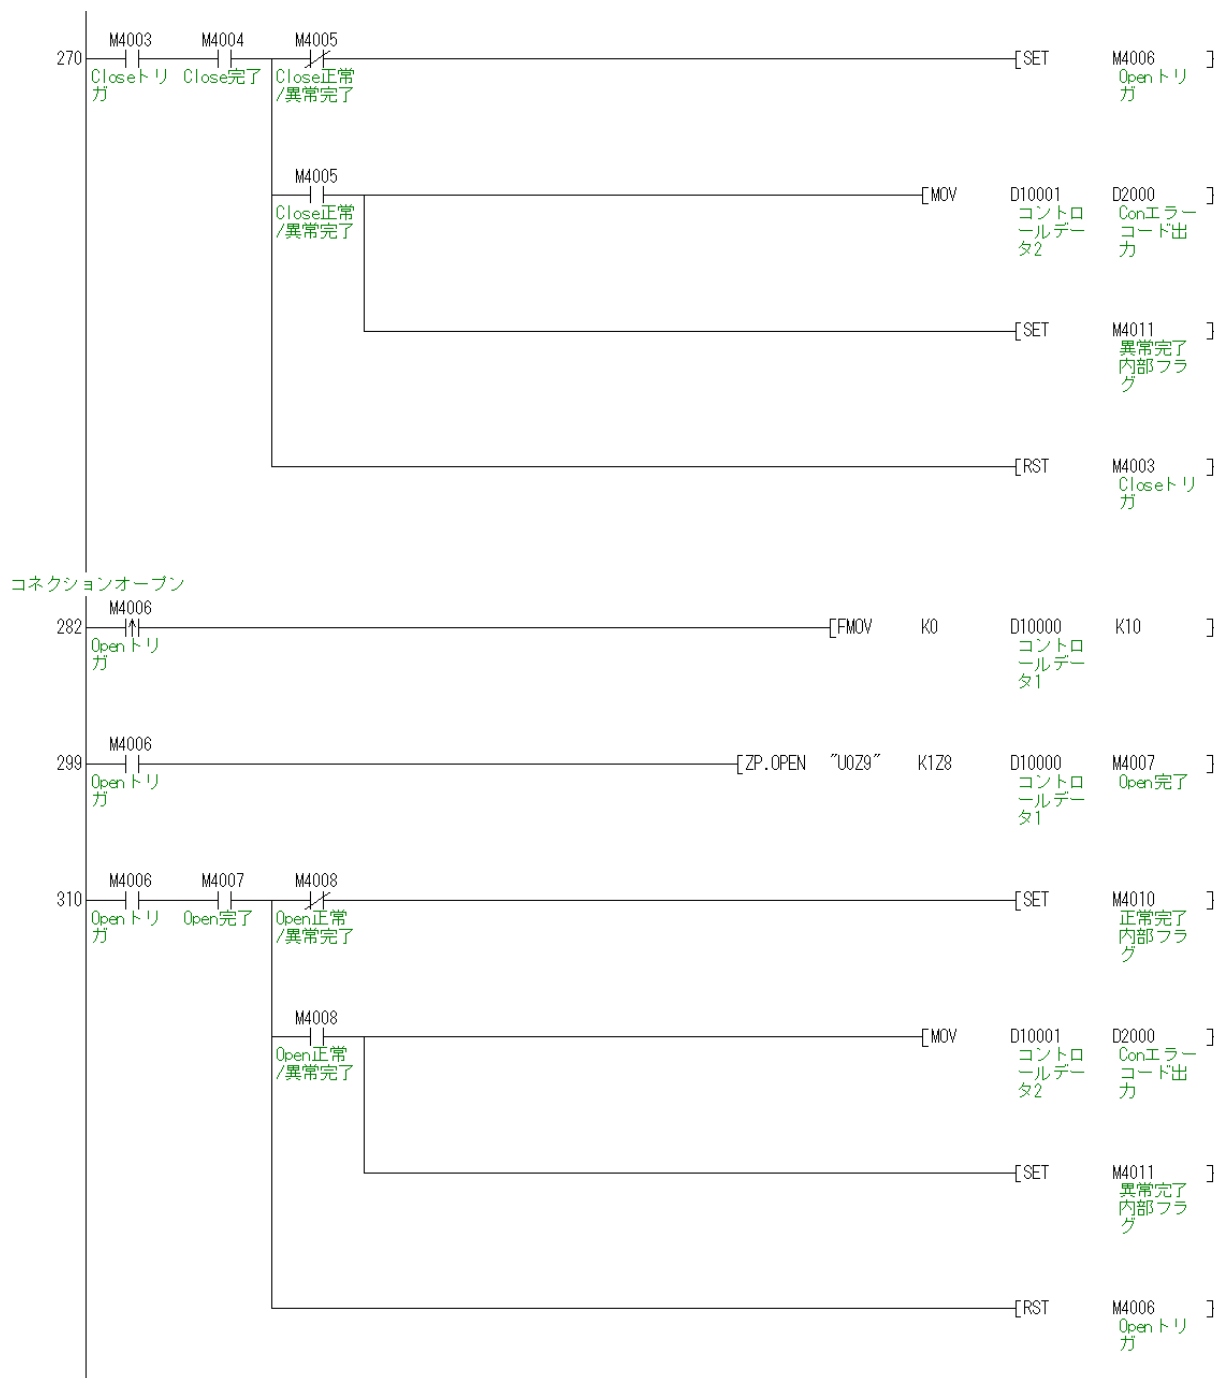 M4003 M4004 M4005
270 [SET M4006 ]
Closeトリ Close完了 Close正常 Openトリ
ガ /異常完了 ガ
M4005
[MOV D10001 D2000 ]
Close正常 コントロ Conエラー
/異常完了 ールデー コード出
タ2 力
[SET M4011 ]
異常完了
内部フラ
グ
[RST M4003 ]
Closeトリ
ガ
コネクションオープン
M4006
282 [FMOV K0 D10000 K10 ]
Openトリ コントロ
ガ ールデー
タ1
M4006
299 [ZP.OPEN "U0Z9" K1Z8 D10000 M4007 ]
Openトリ コントロ Open完了
ガ ールデー
タ1
M4006 M4007 M4008
310 [SET M4010 ]
Openトリ Open完了 Open正常 正常完了
ガ /異常完了 内部フラ
グ
M4008
[MOV D10001 D2000 ]
Open正常 コントロ Conエラー
/異常完了 ールデー コード出
タ2 力
[SET M4011 ]
異常完了
内部フラ
グ
[RST M4006 ]
Openトリ
ガ